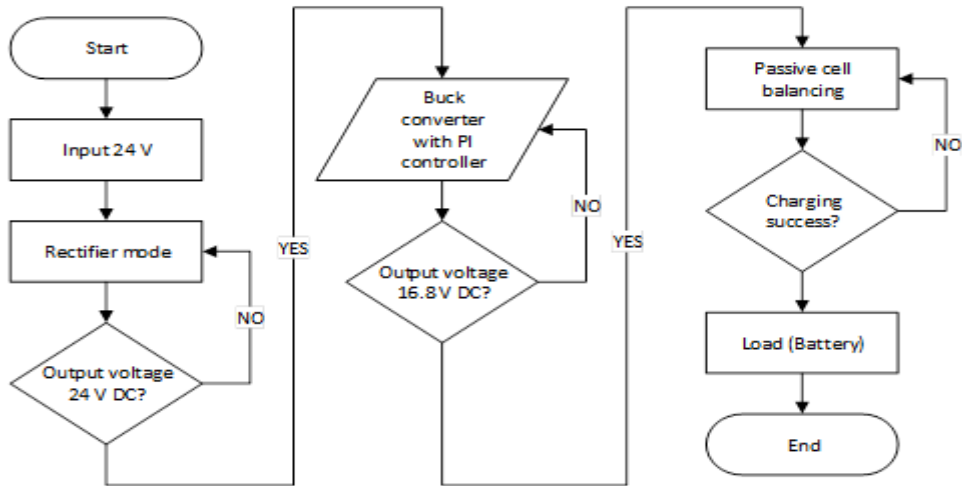 Start
Input 24 V
Rectifier mode
NO
Output voltage
24 V DC?
YES
Buck
converter
with PI
controller
NO
Output voltage
16.8 V DC?
YES
Passive cell
balancing
NO
Charging
success?
Load (Battery)
End